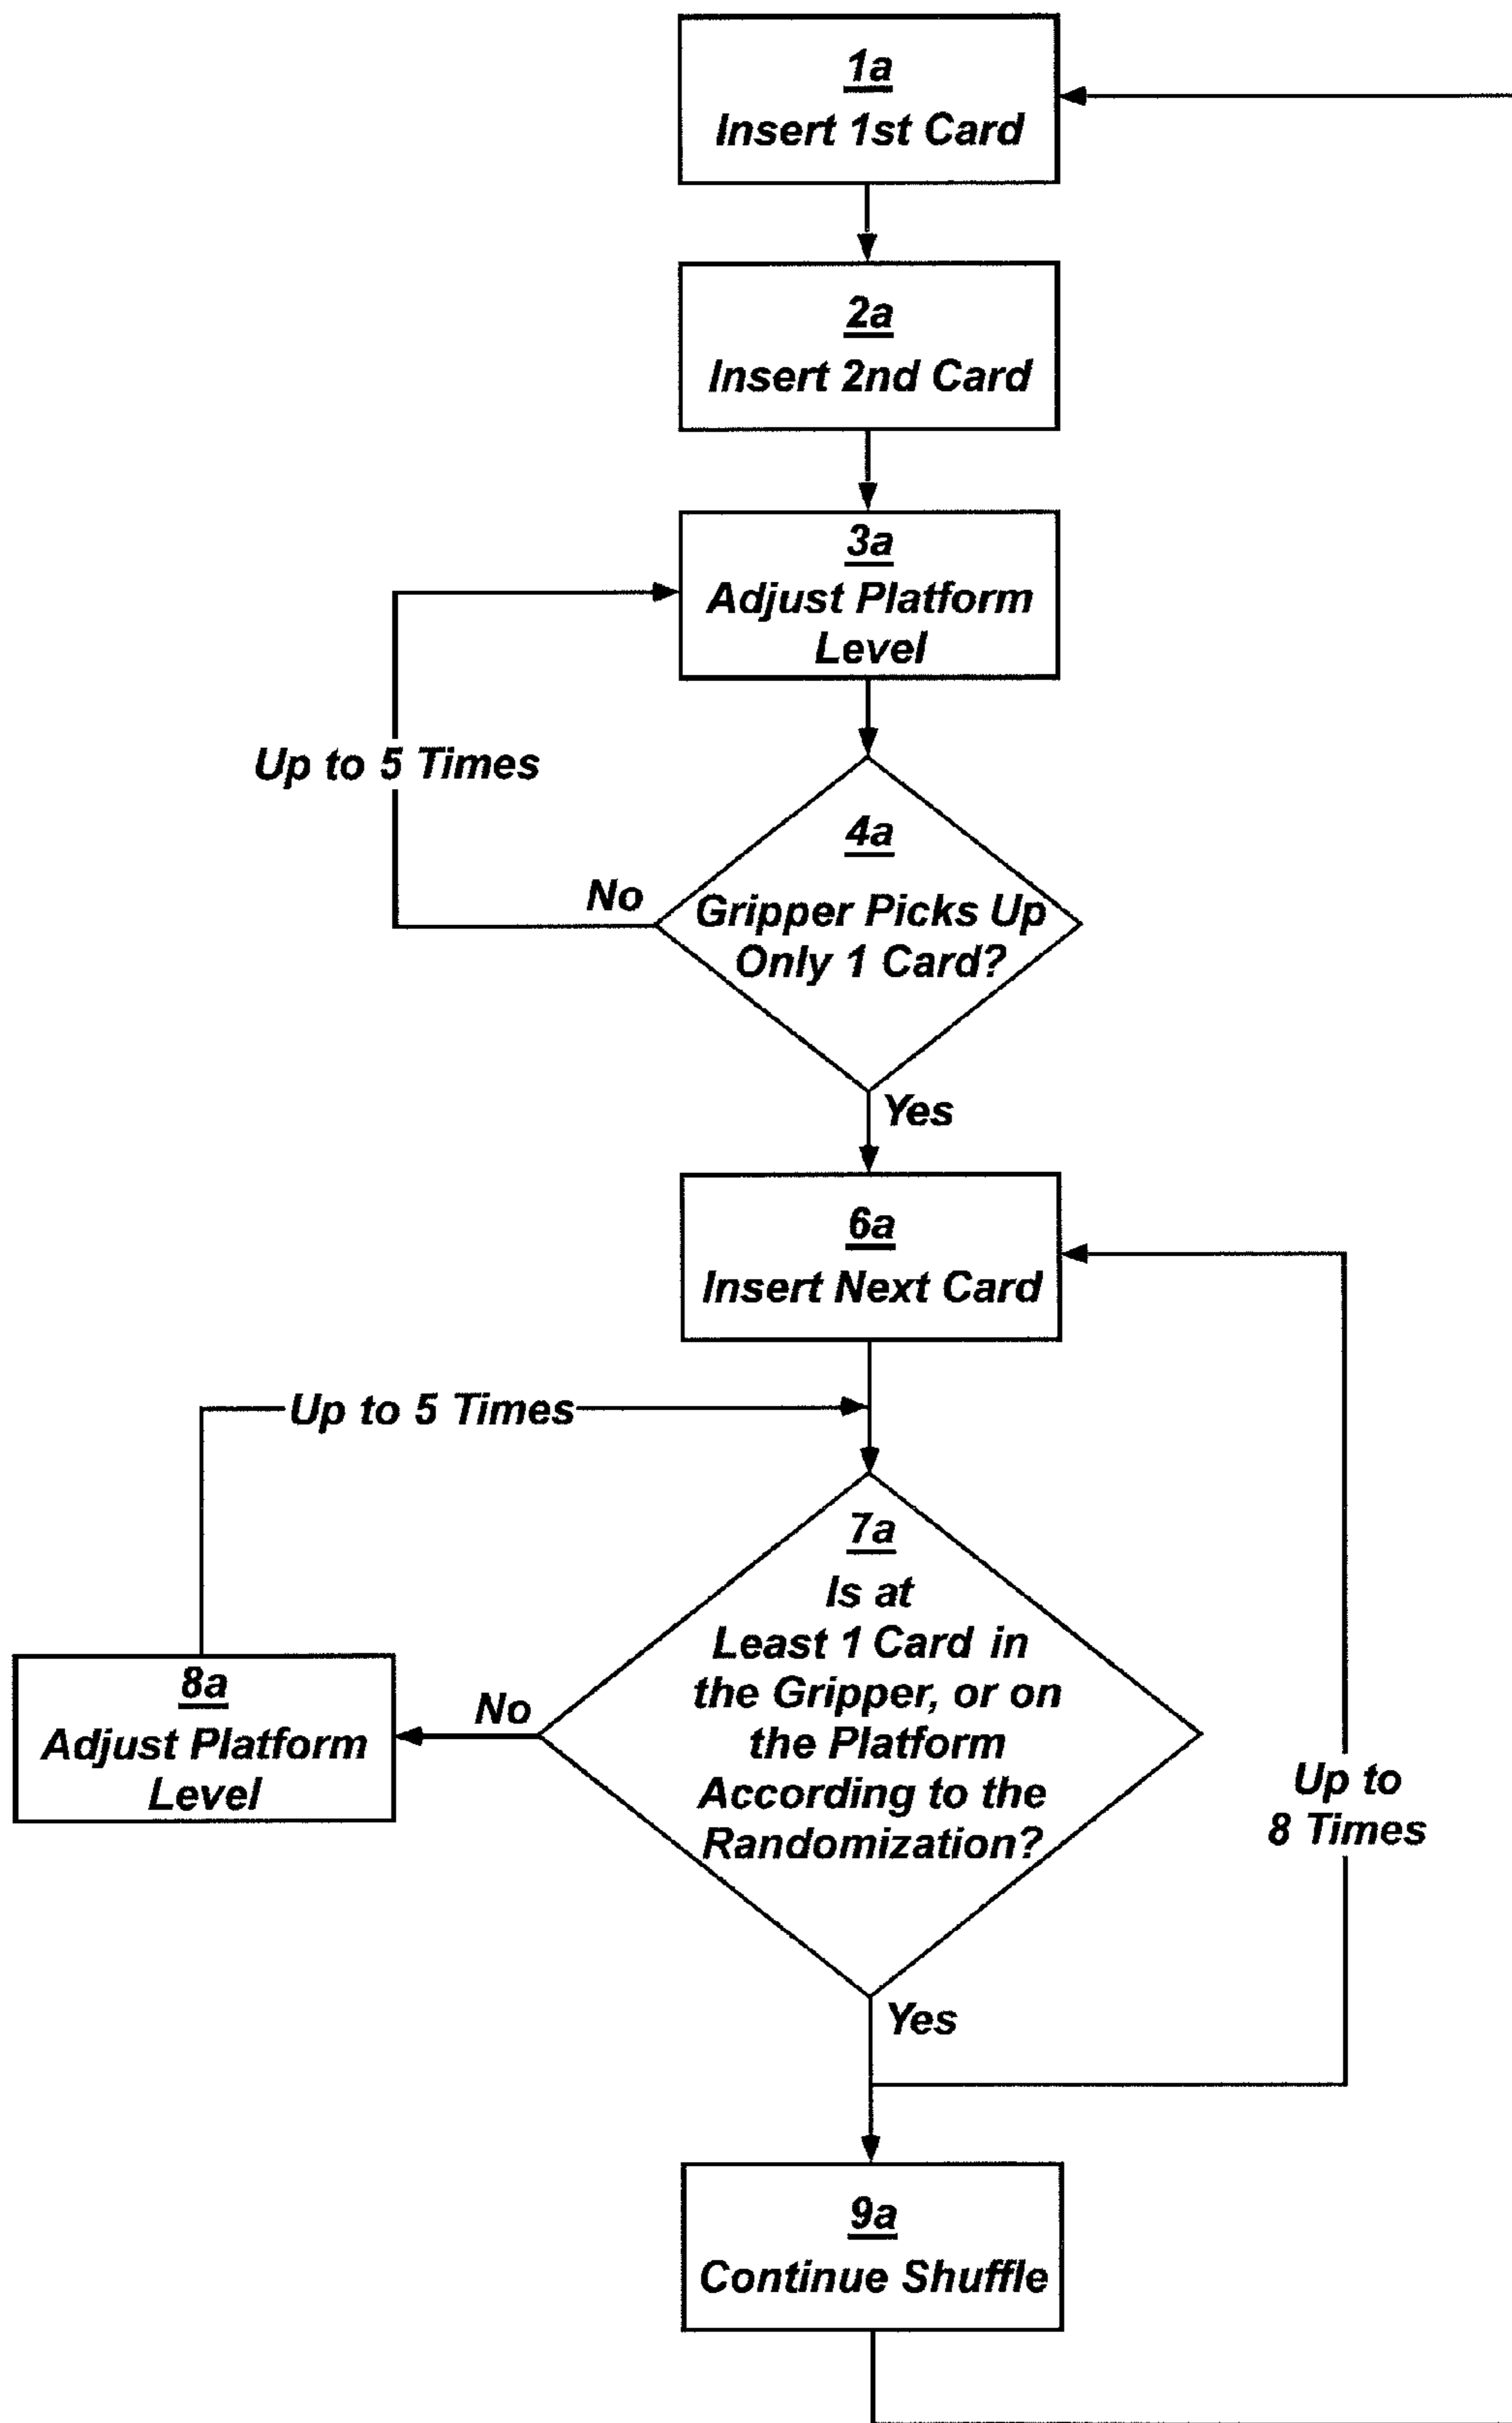 1a
Insert 1st Card
2a
Insert 2nd Card
3a
Adjust Platform
Level
Up to 5 Times
4a
No
Gripper Picks Up
Only 1 Card?
Yes
6a
Insert Next Card
Up to 5 Times
7a
Is at
Least 1 Card in
the Gripper, or on
the Platform
According to the
Randomization?
8a
No
Adjust Platform
Level
Up to
8 Times
Yes
9a
Continue Shuffle